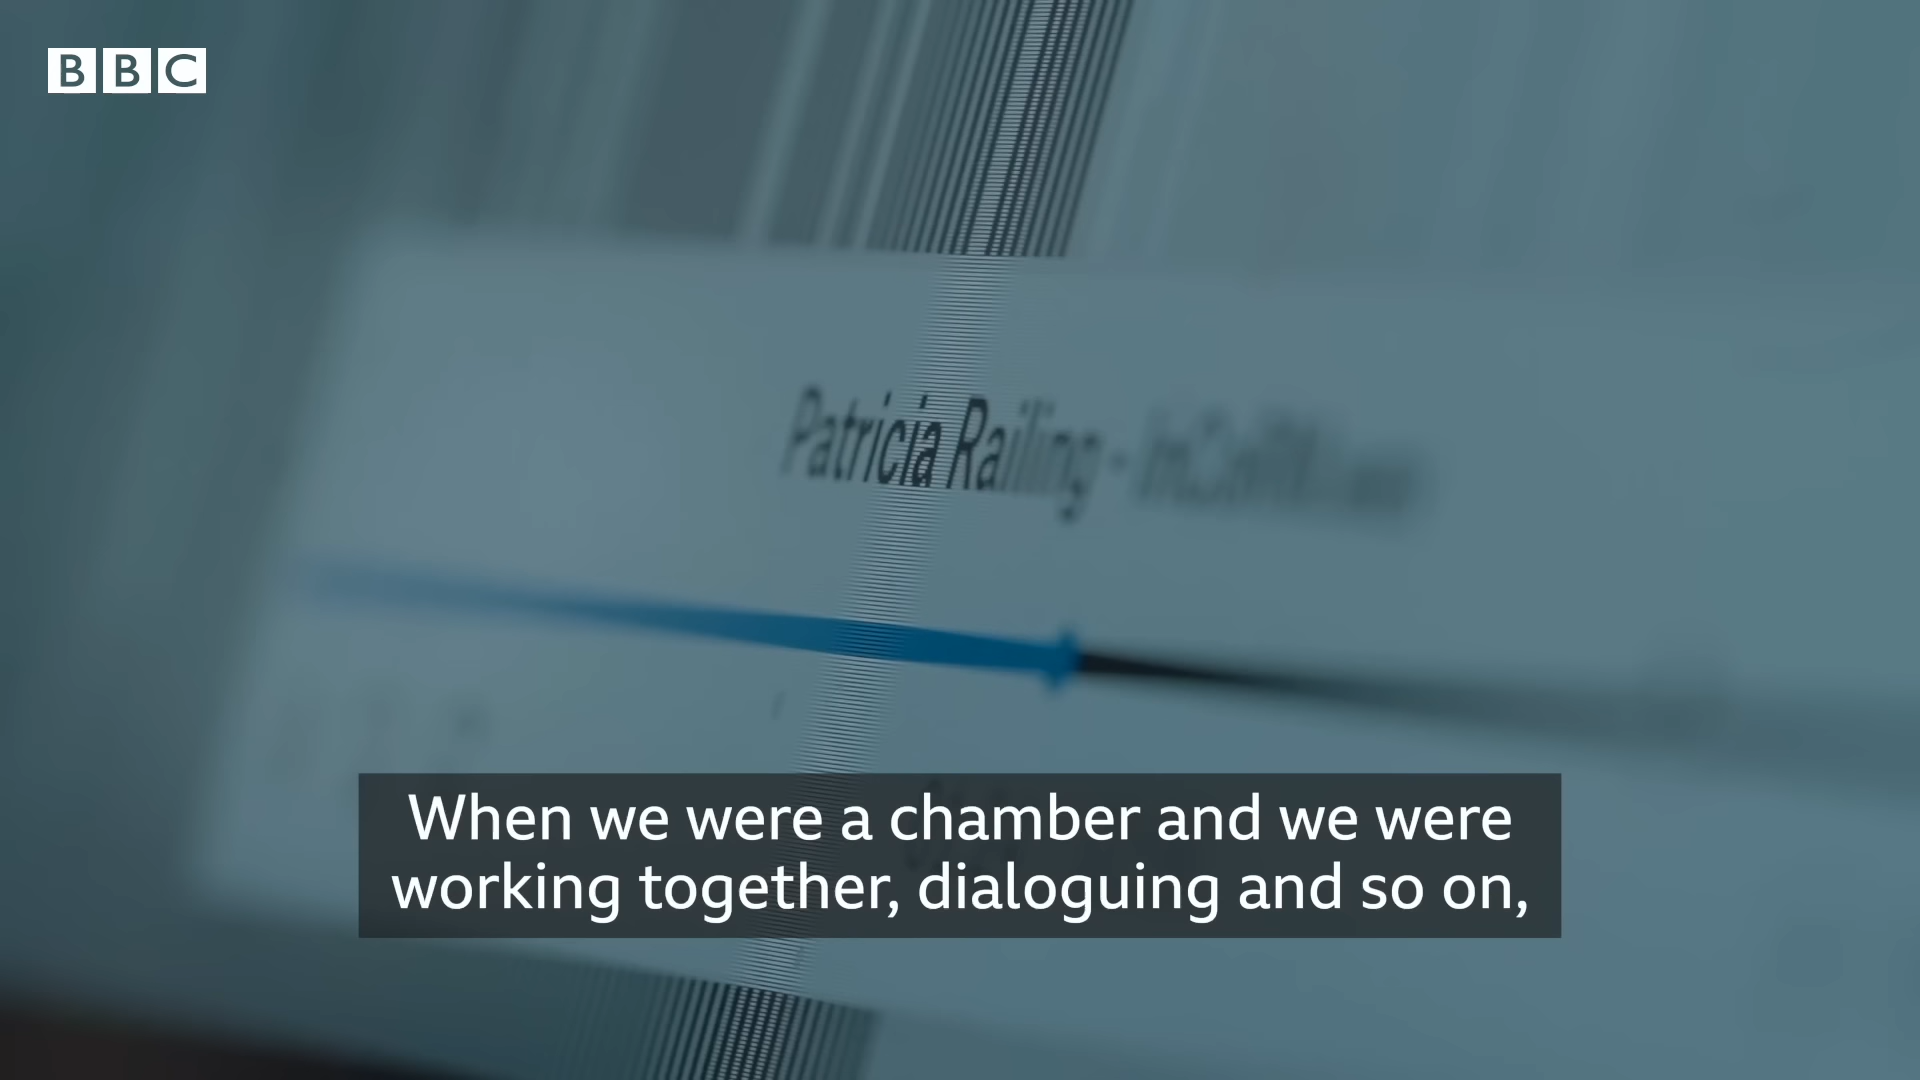 BBC
Patricia Railing -
When we were a chamber and we were
working together, dialoguing and so on,